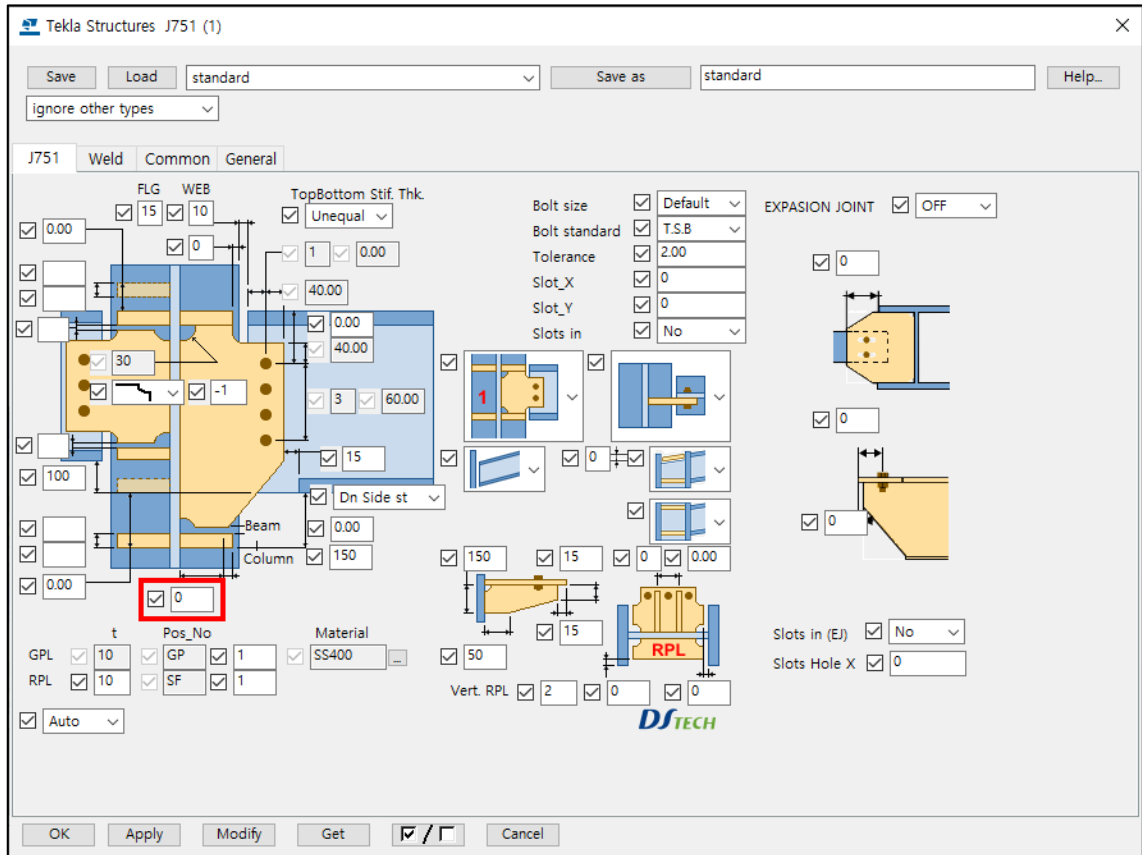 Tekla Structures J751 (1)
Save Load standard Save as standard Help...
ignore other types
J751 Weld Common General
FLG WEB TopBottom Stif. Thk.
15 10 Unequal
0.00
0
1 0.00
40.00
0.00
40.00
30
-1
3 60.00
15
100
Dn Side st
Beam
0.00
Column 150
0.00
0
Bolt size Default
Bolt standard T.S.B
Tolerance 2.00
Slot_X 0
Slot_Y 0
Slots in No
1
0
150 15 0 0.00
15
50
RPL
Vert. RPL 2 0 0
DSTECH
EXPASION JOINT OFF
0
0
0
Slots in (EJ) No
Slots Hole X 0
t Pos_No Material
GPL 10 GP 1 SS400 ...
RPL 10 SF 1
Auto
OK Apply Modify Get / Cancel